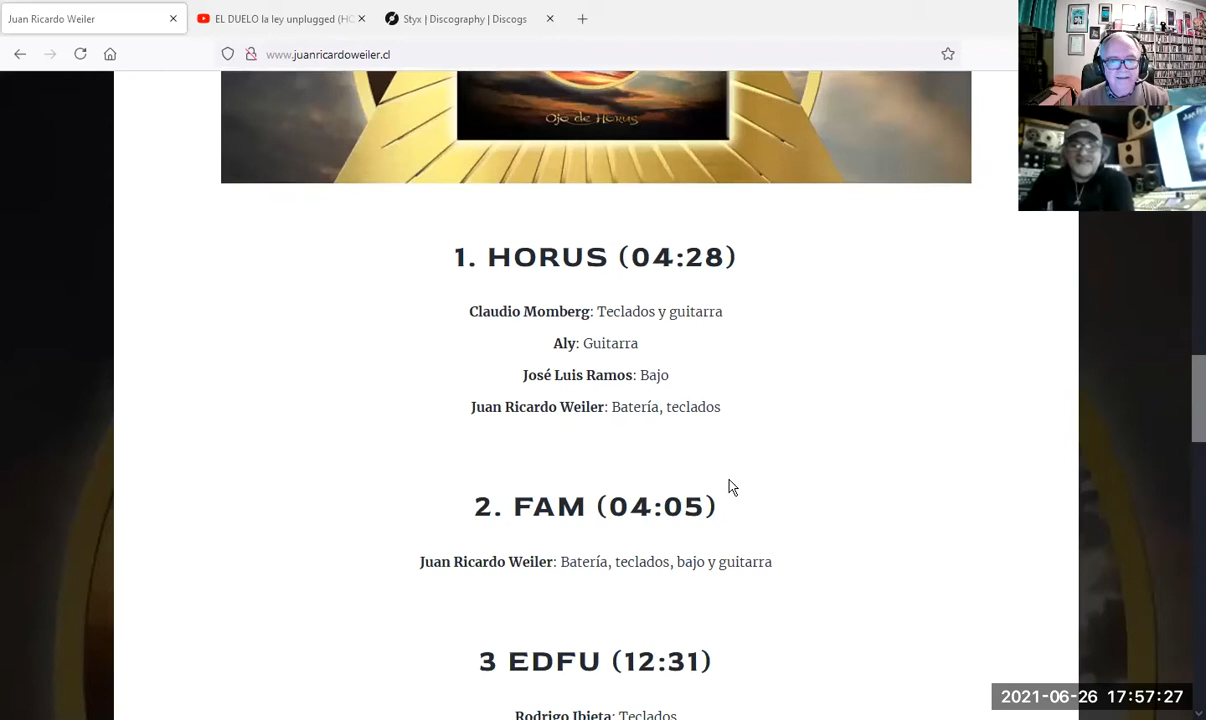 Juan Ricardo Weiler
EL DUELO la ley unplugged (HC
Styx | Discography | Discogs
www.juanricardoweiler.cl
Ojo de Horus
1. HORUS (04:28)
Claudio Momberg: Teclados y guitarra
Aly: Guitarra
José Luis Ramos: Bajo
Juan Ricardo Weiler: Batería, teclados
2. FAM (04:05)
Juan Ricardo Weiler: Batería, teclados, bajo y guitarra
3 EDFU (12:31)
Rodrigo Ibieta: Teclados
2021-06-26 17:57:27